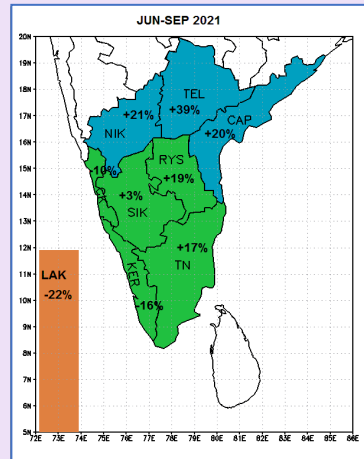 JUN-SEP 2021
20N
19N
TEL
18N
+21% +39% CAP
17N
NIK +20%
16N
RYS
15N
-10% +19%
14N
+3%
SIK
13N
12N
+17%
LAK KER TN
11N
-22%
10N
-16%
9N
8N
7N
6N
5N
72E 73E 74E 75E 76E 77E 78E 79E 80E 81E 82E 83E 84E 85E 86E